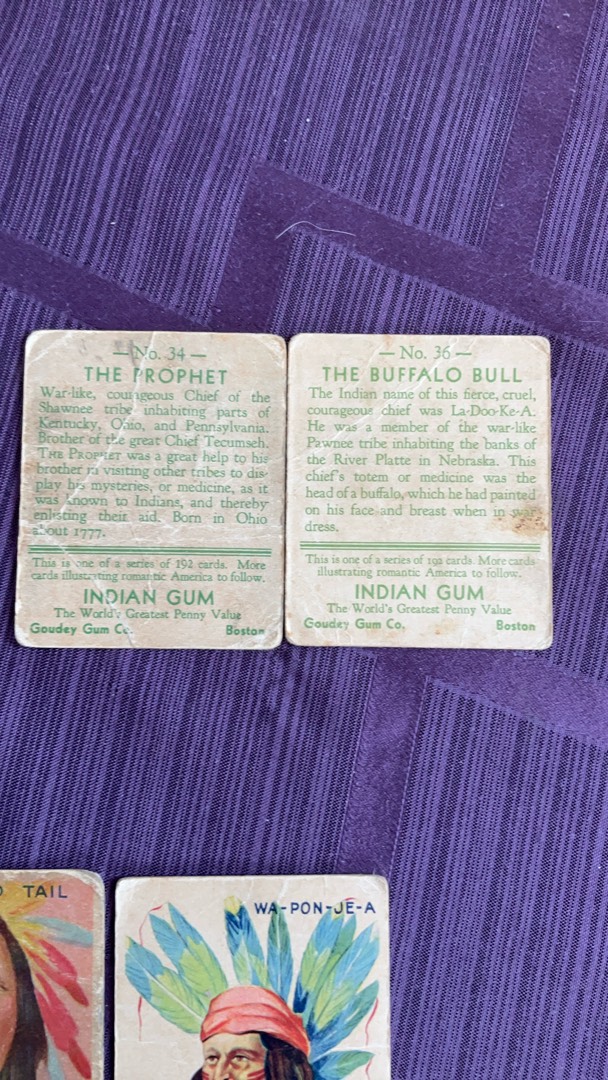 — No. 34 —
THE PROPHET
War-like, courageous Chief of the
Shawnee tribe inhabiting parts of
Kentucky, Ohio, and Pennsylvania.
Brother of the great Chief Tecumseh.
THE PROPHET was a great help to his
brother in visiting other tribes to dis-
play his mysteries, or medicine, as it
was known to Indians, and thereby
enlisting their aid. Born in Ohio
about 1777.
This is one of a series of 192 cards. More
cards illustrating romantic America to follow.
INDIAN GUM
The World's Greatest Penny Value
Goudey Gum Co. Boston
— No. 36 —
THE BUFFALO BULL
The Indian name of this fierce, cruel,
courageous chief was La-Doo-Ke-A.
He was a member of the war-like
Pawnee tribe inhabiting the banks of
the River Platte in Nebraska. This
chief's totem or medicine was the
head of a buffalo, which he had painted
on his face and breast when in war
dress.
This is one of a series of 192 cards. More cards
illustrating romantic America to follow.
INDIAN GUM
The World's Greatest Penny Value
Goudey Gum Co. Boston
TAIL
WA-PON-JE-A